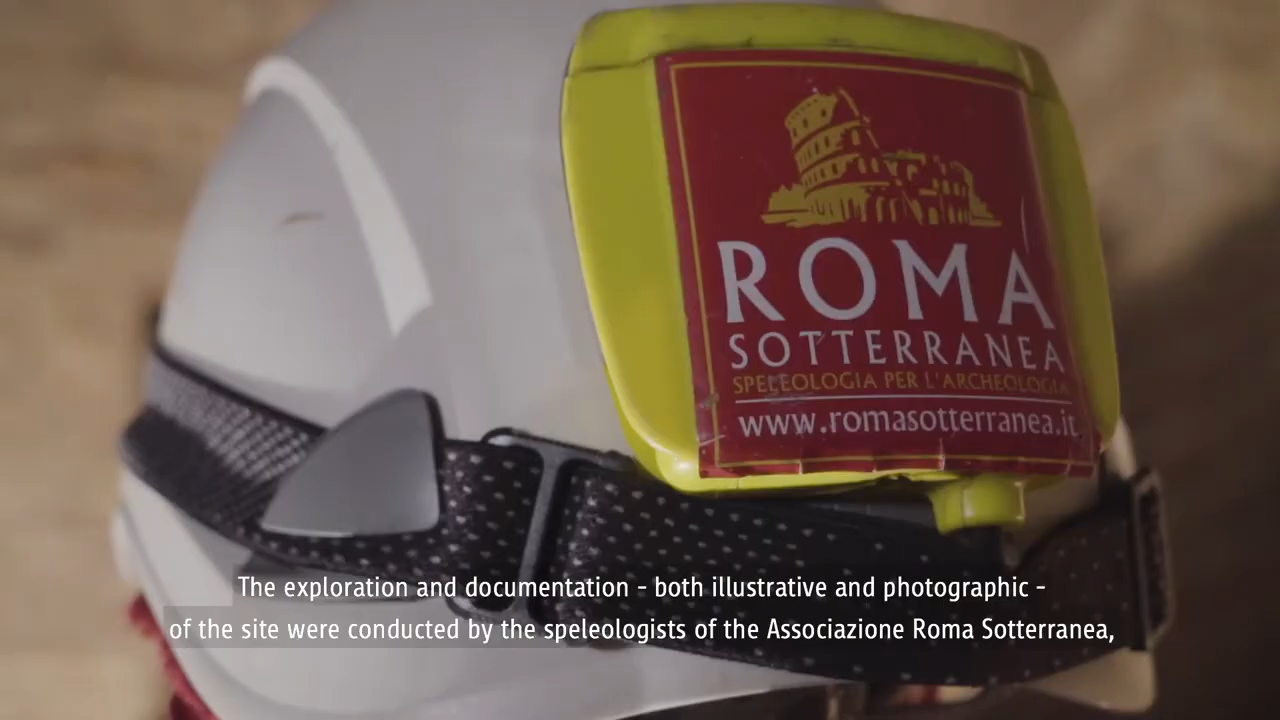 ROMA
SOTTERRANEA
SPELEOLOGIA PER L'ARCHEOLOGIA
www.romasotterranea.it
The exploration and documentation - both illustrative and photographic -
of the site were conducted by the speleologists of the Associazione Roma Sotterranea,